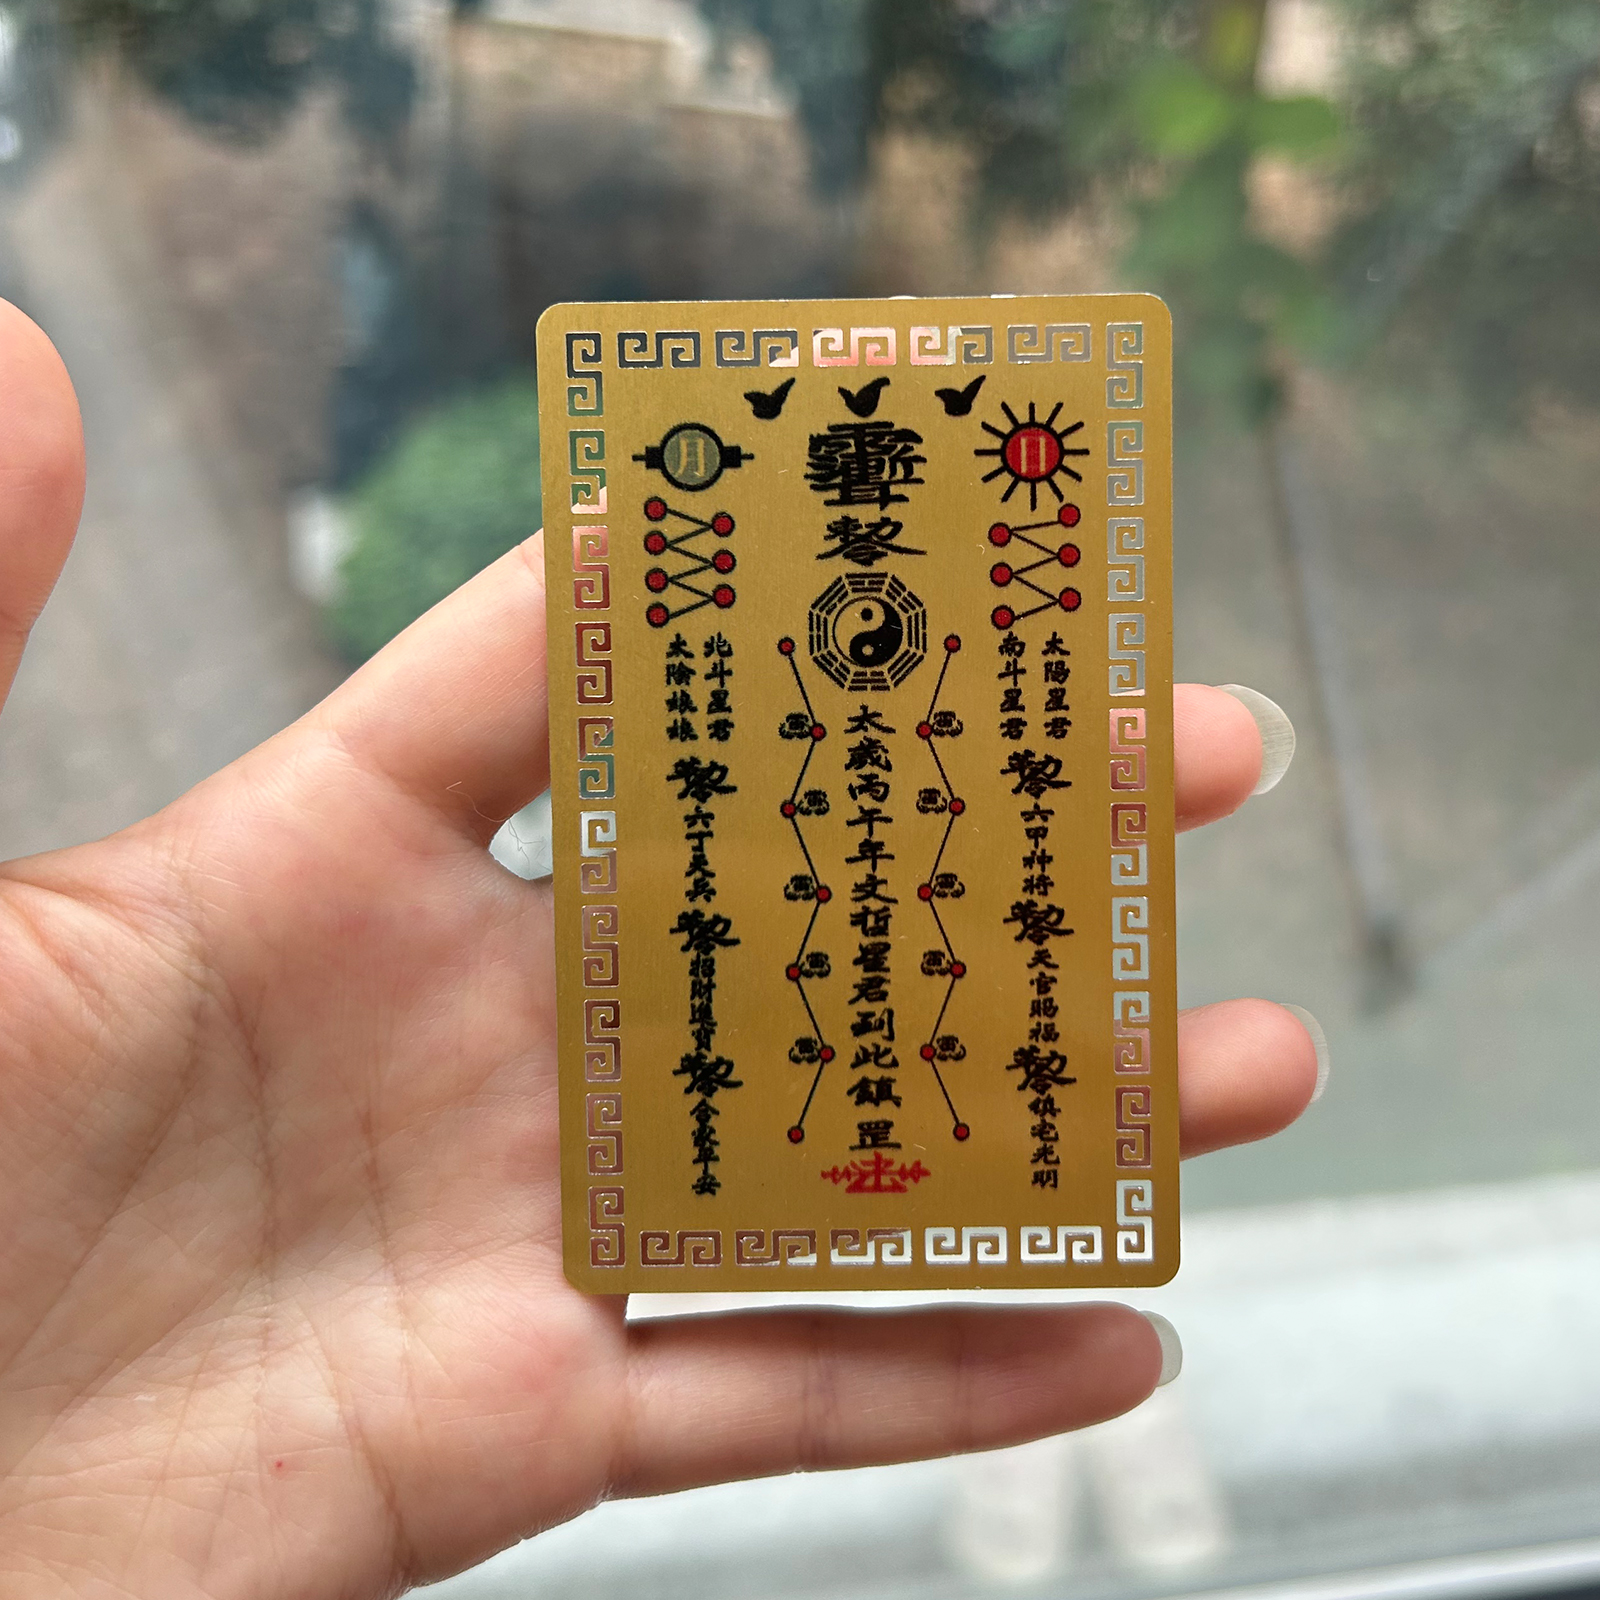 日
月
太陽星君
南斗星君
六甲神将
天官賜福
鎮宅光明
太歲丙午年文哲星君到此鎮
罡
北斗星君
太陰娘娘
六丁天兵
招財進寶
合家平安